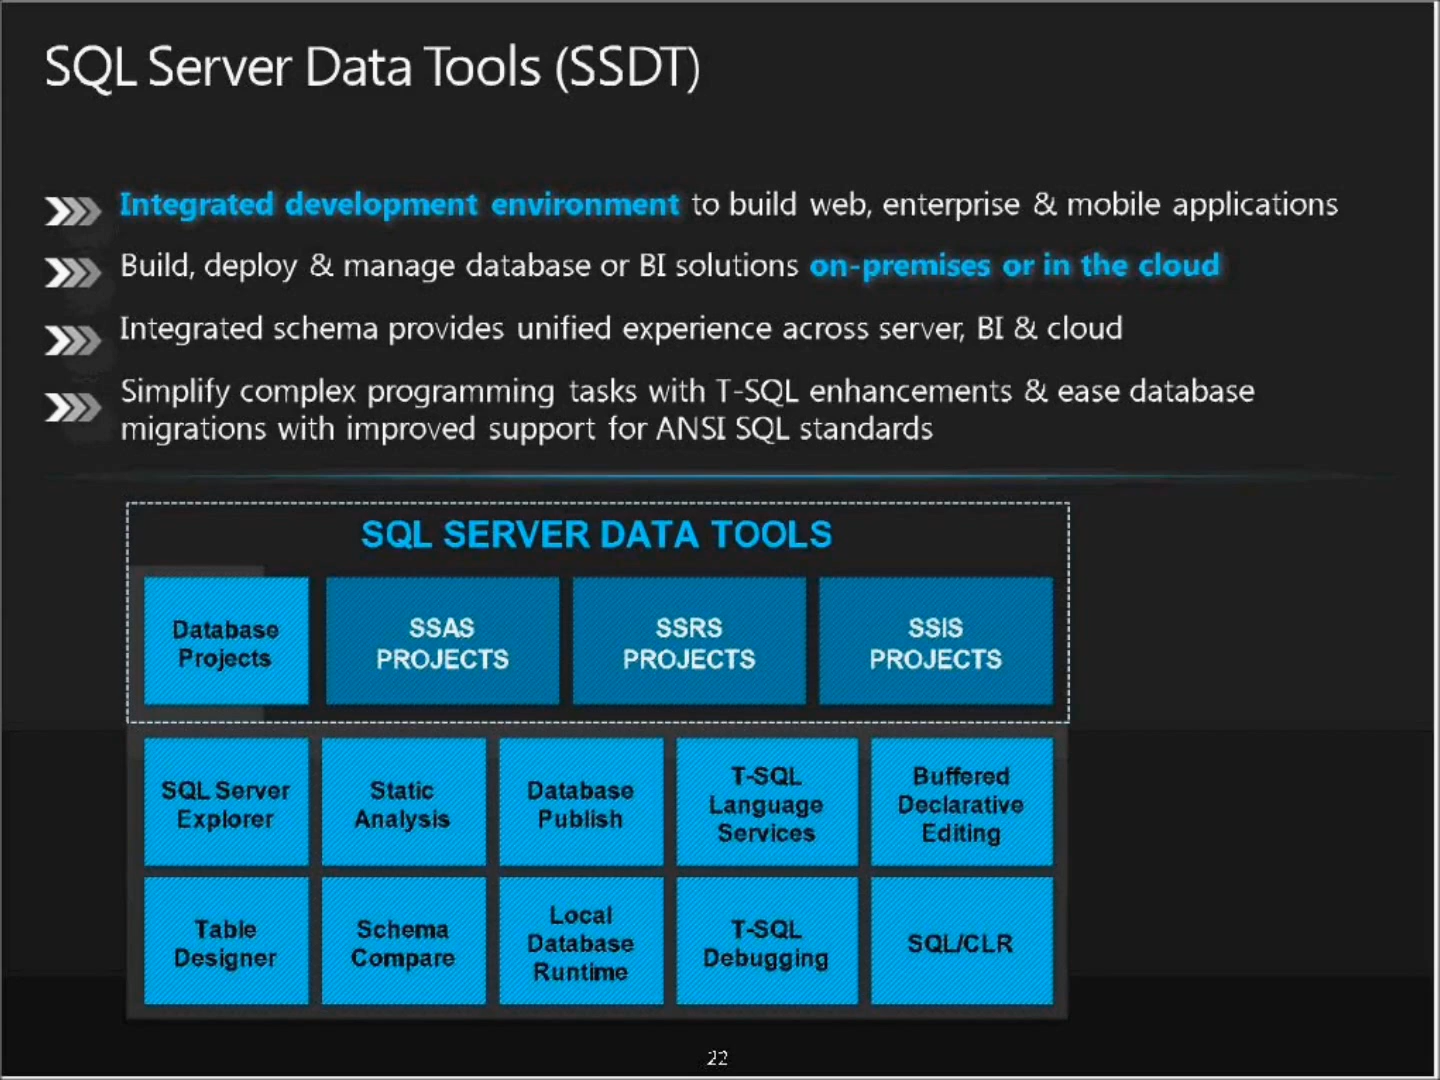 SQL Server Data Tools (SSDT)
Integrated development environment to build web, enterprise & mobile applications
Build, deploy & manage database or BI solutions on-premises or in the cloud
Integrated schema provides unified experience across server, BI & cloud
Simplify complex programming tasks with T-SQL enhancements & ease database
migrations with improved support for ANSI SQL standards
SQL SERVER DATA TOOLS
Database
Projects
SSAS
PROJECTS
SSRS
PROJECTS
SSIS
PROJECTS
SQL Server
Explorer
Static
Analysis
Database
Publish
T-SQL
Language
Services
Buffered
Declarative
Editing
Table
Designer
Schema
Compare
Local
Database
Runtime
T-SQL
Debugging
SQL/CLR
22